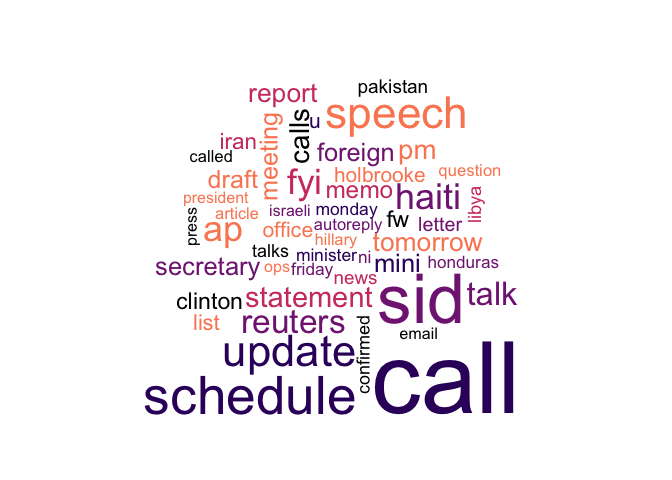 pakistan
report
speech
u
calls
meeting
iran
foreign
pm
called
fyi
holbrooke
question
draft
memo
haiti
libya
president
article
israeli
monday
fw
letter
press
ap
office
autoreply
hillary
tomorrow
talks
minister
ni
mini
honduras
secretary
ops
friday
news
clinton
statement
sid
talk
list
reuters
confirmed
email
update
schedule
call